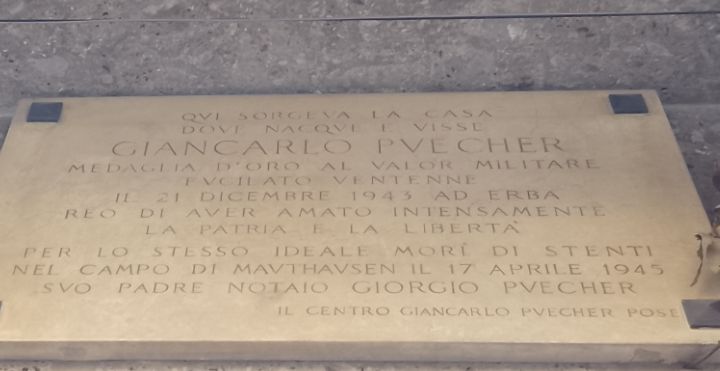 QVI SORGEVA LA CASA
DOVE NACQVE E VISSE
GIANCARLO PVECHER
MEDAGLIA D'ORO AL VALOR MILITARE
FVCILATO VENTENNE
IL 21 DICEMBRE 1943 AD ERBA
REO DI AVER AMATO INTENSAMENTE
LA PATRIA E LA LIBERTÀ
PER LO STESSO IDEALE MORÌ DI STENTI
NEL CAMPO DI MAVTHAVSEN IL 17 APRILE 1945
SVO PADRE NOTAIO GIORGIO PVECHER
IL CENTRO GIANCARLO PVECHER POSE